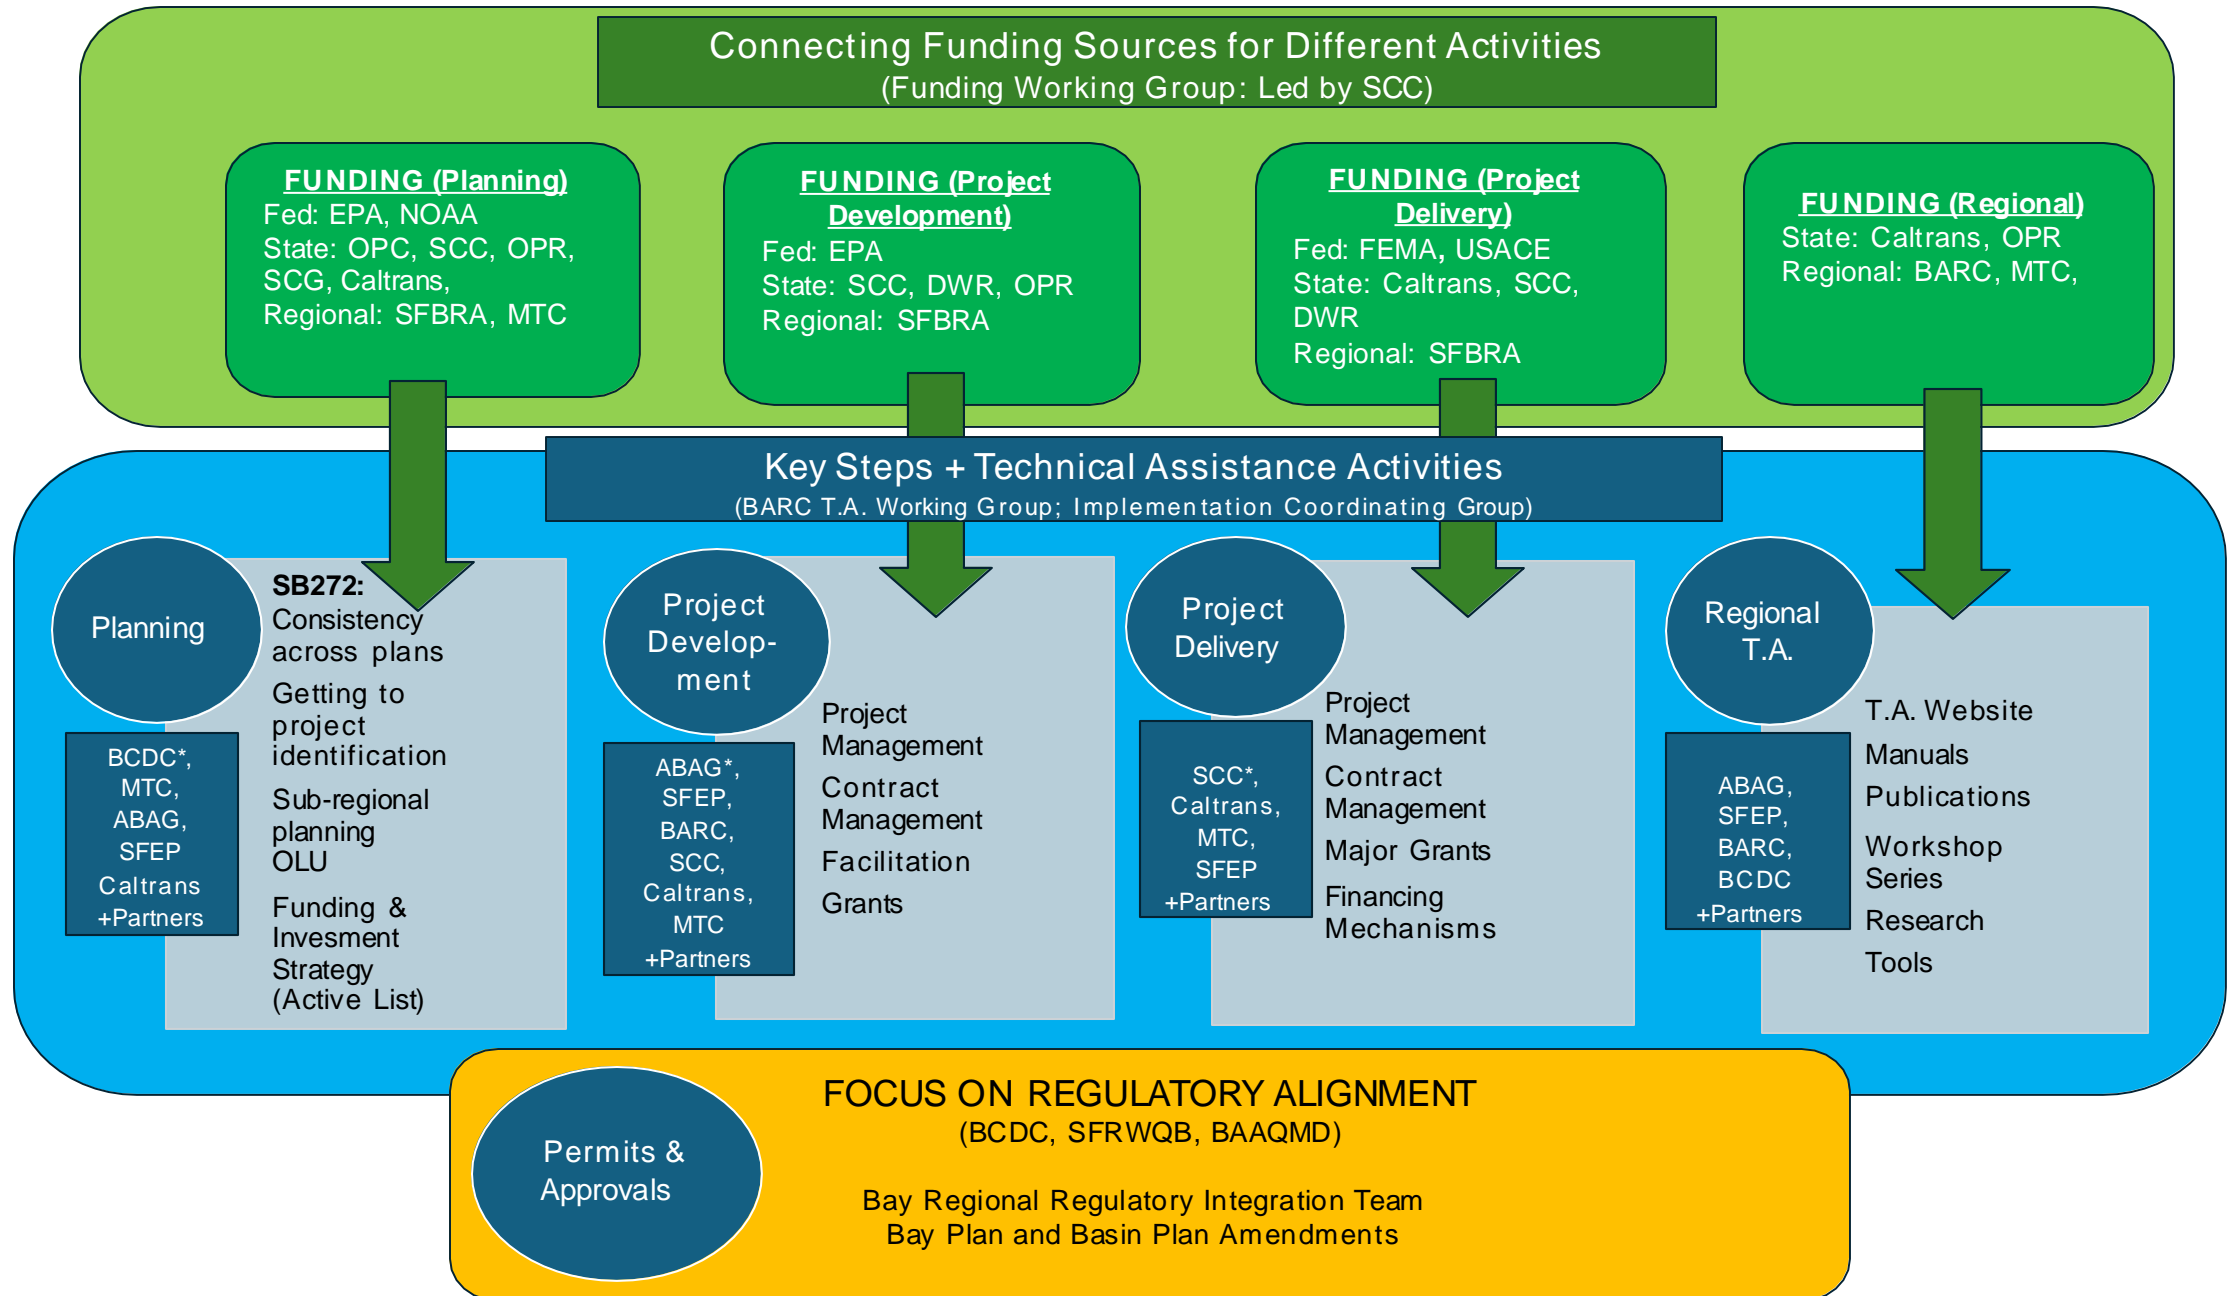 Connecting Funding Sources for Different Activities
(Funding Working Group: Led by SCC)
FUNDING (Planning)
Fed: EPA, NOAA
State: OPC, SCC, OPR,
SCG, Caltrans,
Regional: SFBRA, MTC
FUNDING (Project
Development)
Fed: EPA
State: SCC, DWR, OPR
Regional: SFBRA
FUNDING (Project
Delivery)
Fed: FEMA, USACE
State: Caltrans, SCC,
DWR
Regional: SFBRA
FUNDING (Regional)
State: Caltrans, OPR
Regional: BARC, MTC,
Key Steps + Technical Assistance Activities
(BARC T.A. Working Group; Implementation Coordinating Group)
Planning
BCDC*,
MTC,
ABAG,
SFEP
Caltrans
+Partners
SB272:
Consistency
across plans
Getting to
project
identification
Sub-regional
planning
OLU
Funding &
Invesment
Strategy
(Active List)
Project
Develop-
ment
ABAG*,
SFEP,
BARC,
SCC,
Caltrans,
MTC
+Partners
Project
Management
Contract
Management
Facilitation
Grants
Project
Delivery
SCC*,
Caltrans,
MTC,
SFEP
+Partners
Project
Management
Contract
Management
Major Grants
Financing
Mechanisms
Regional
T.A.
ABAG,
SFEP,
BARC,
BCDC
+Partners
T.A. Website
Manuals
Publications
Workshop
Series
Research
Tools
Permits &
Approvals
FOCUS ON REGULATORY ALIGNMENT
(BCDC, SFRWQB, BAAQMD)
Bay Regional Regulatory Integration Team
Bay Plan and Basin Plan Amendments